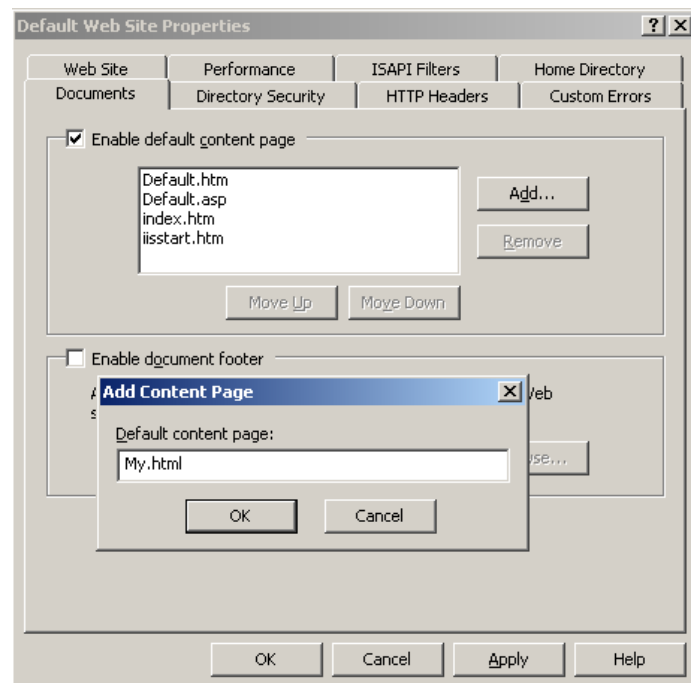 Default Web Site Properties
Web Site Performance ISAPI Filters Home Directory
Documents Directory Security HTTP Headers Custom Errors
Enable default content page
Default.htm
Default.asp
index.htm
iisstart.htm
Add...
Remove
Move Up Move Down
Enable document footer
Add Content Page
Default content page:
My.html
OK Cancel
OK Cancel Apply Help